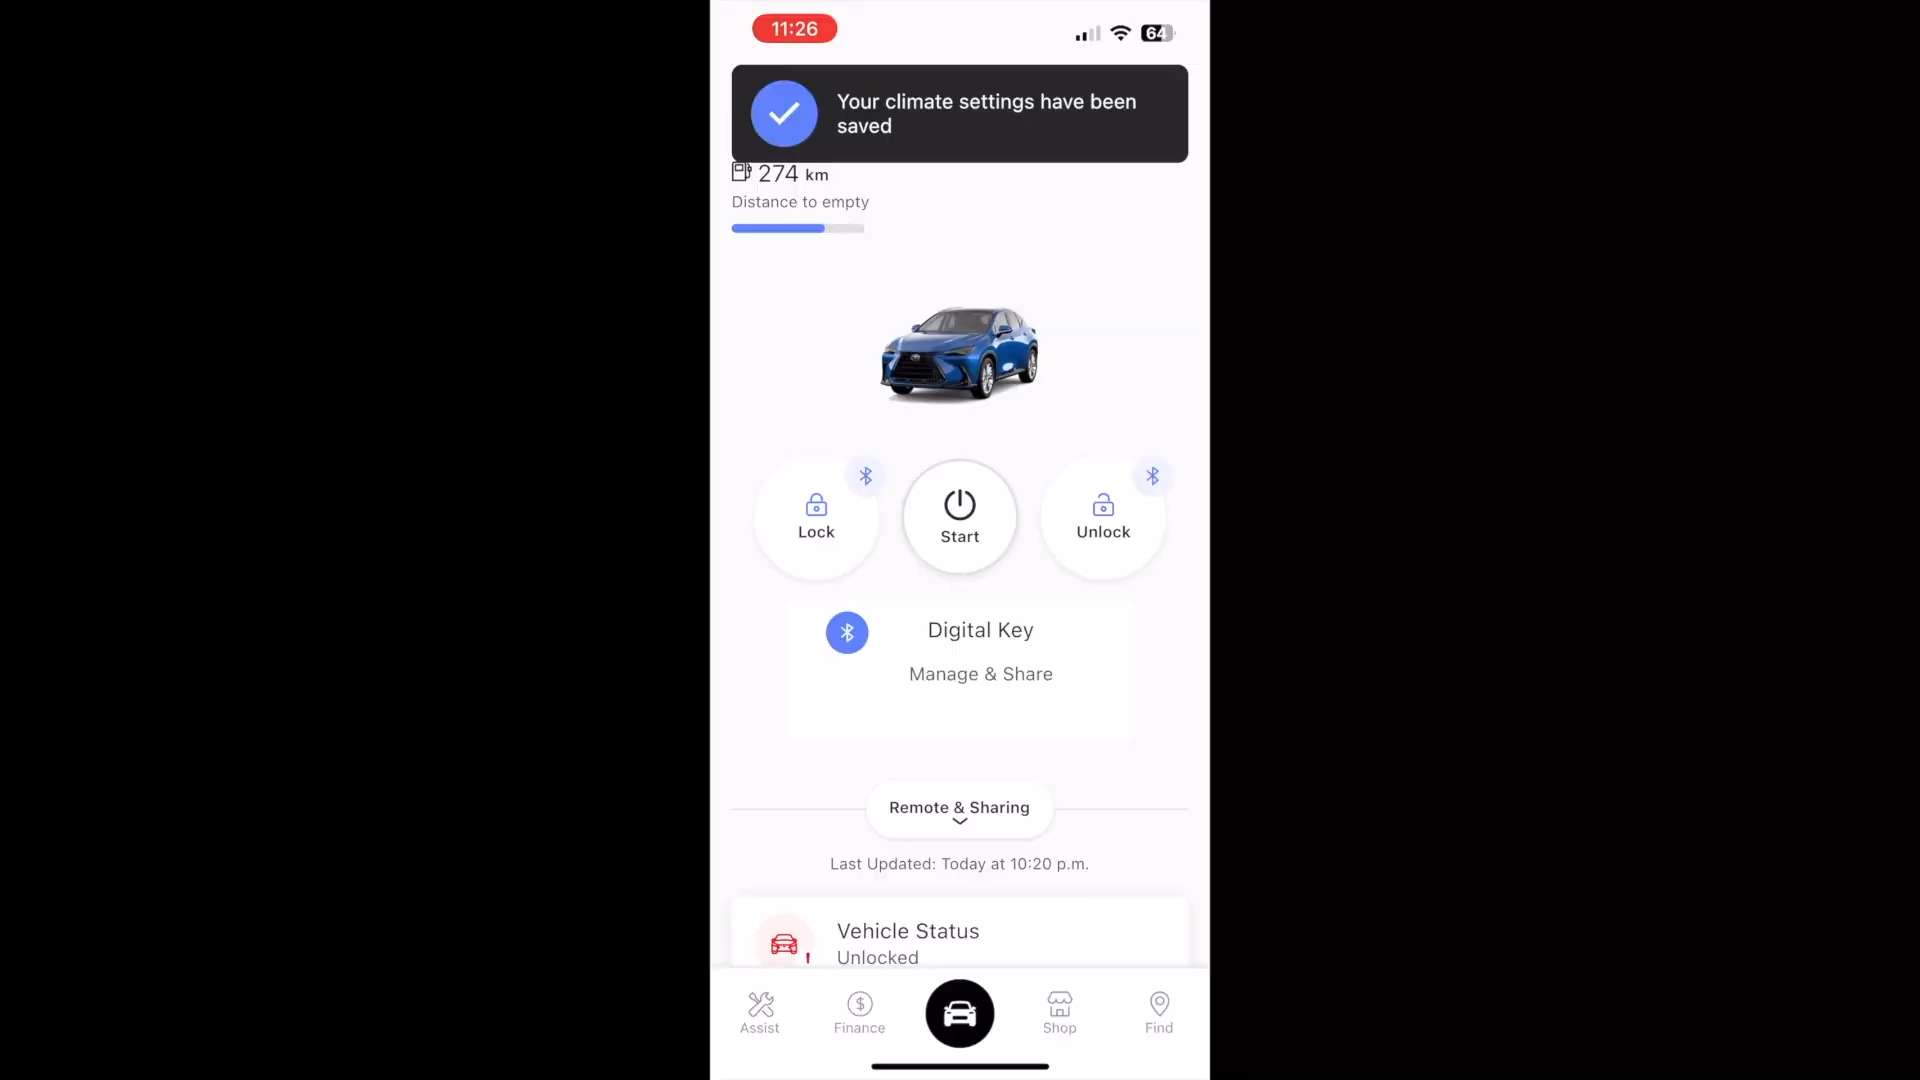 11:26
64
Your climate settings have been
saved
274 km
Distance to empty
Lock
Start
Unlock
Digital Key
Manage & Share
Remote & Sharing
Last Updated: Today at 10:20 p.m.
Vehicle Status
Unlocked
Assist
Finance
Shop
Find